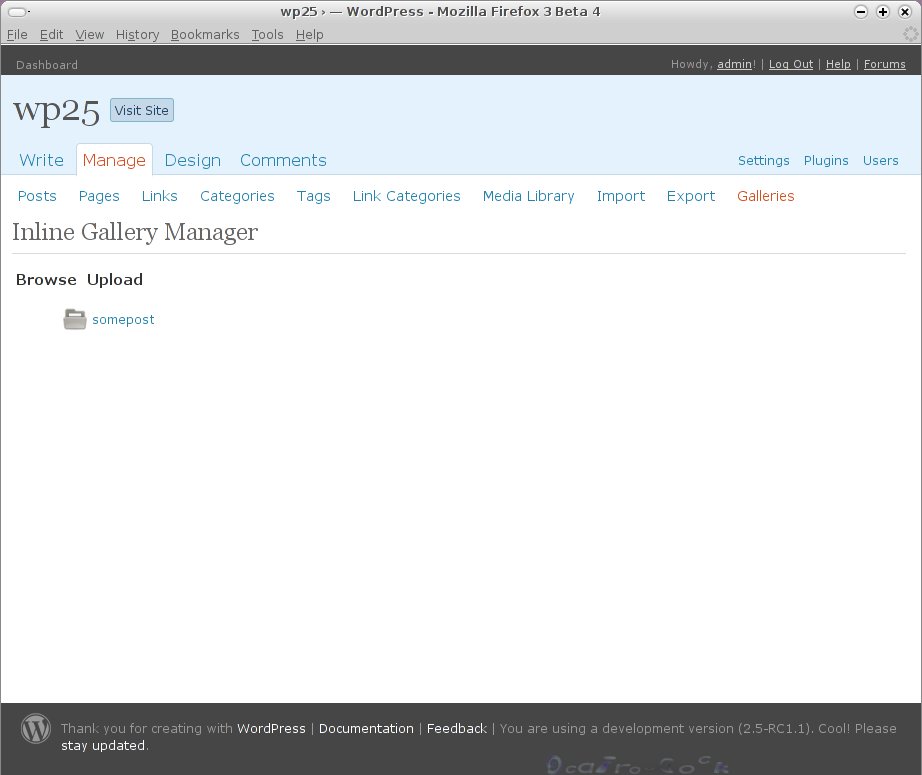 wp25 › — WordPress - Mozilla Firefox 3 Beta 4
File Edit View History Bookmarks Tools Help
Dashboard Howdy, admin! | Log Out | Help | Forums
wp25 Visit Site
Write Manage Design Comments Settings Plugins Users
Posts Pages Links Categories Tags Link Categories Media Library Import Export Galleries
Inline Gallery Manager
Browse Upload
somepost
Thank you for creating with WordPress | Documentation | Feedback | You are using a development version (2.5-RC1.1). Cool! Please
stay updated.